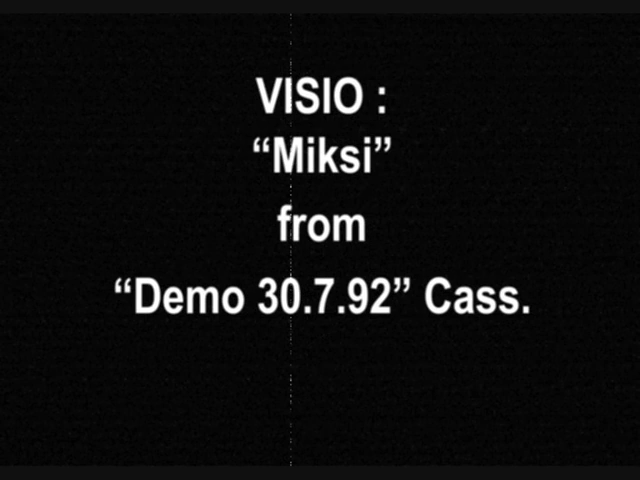 VISIO :
“Miksi”
from
“Demo 30.7.92” Cass.